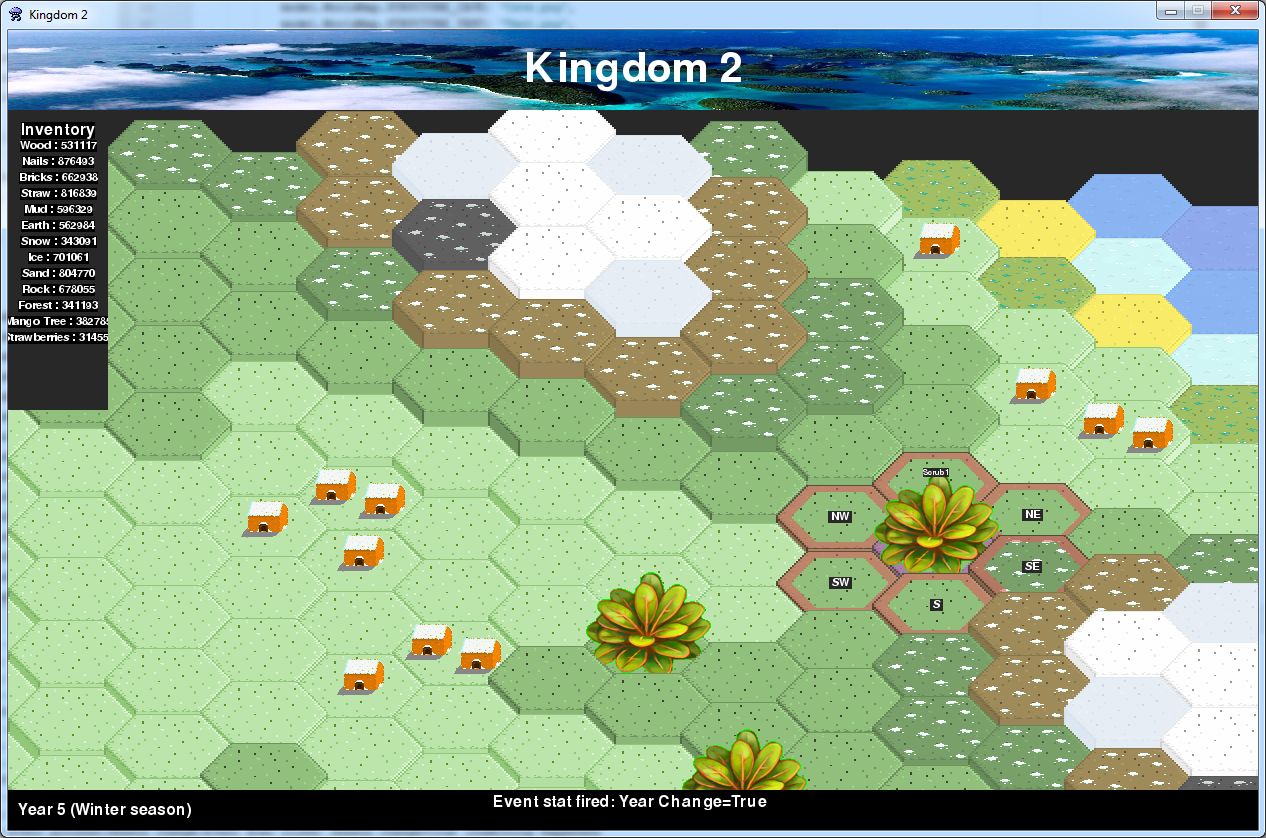 Kingdom 2
Kingdom 2
Inventory
Wood : 531117
Nails : 876493
Bricks : 662938
Straw : 816839
Mud : 596329
Earth : 562984
Snow : 343091
Ice : 701061
Sand : 804770
Rock : 678055
Forest : 341193
Mango Tree : 38278
Strawberries : 31455
Scrub1
NW
NE
SE
SW
S
Event stat fired: Year Change=True
Year 5 (Winter season)